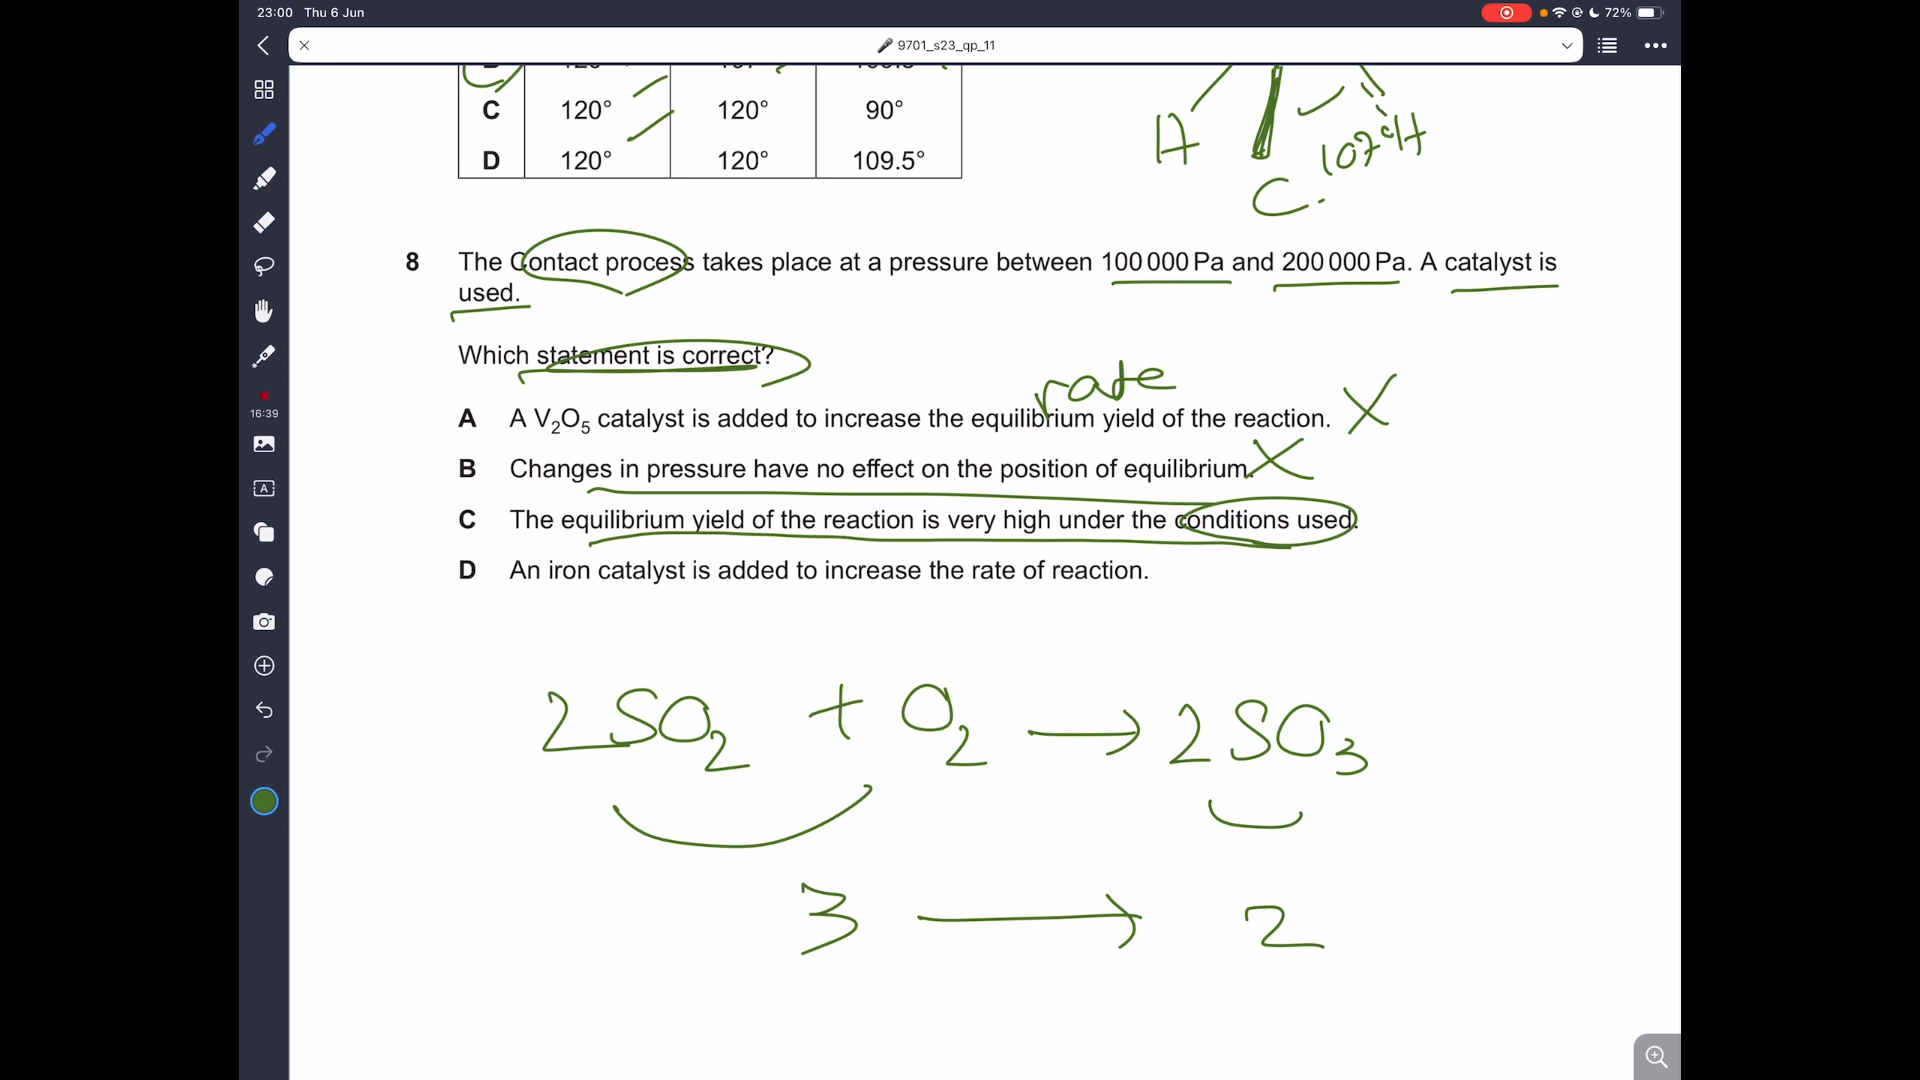 23:00 Thu 6 Jun
72%
9701_s23_qp_11
C 120° 120° 90°
D 120° 120° 109.5°
H
107°
H
C.
16:39
8 The Contact process takes place at a pressure between 100 000 Pa and 200 000 Pa. A catalyst is
used.
Which statement is correct?
rate
A A V2O5 catalyst is added to increase the equilibrium yield of the reaction. X
B Changes in pressure have no effect on the position of equilibrium. X
C The equilibrium yield of the reaction is very high under the conditions used.
D An iron catalyst is added to increase the rate of reaction.
2SO2 + O2 → 2SO3
3 → 2